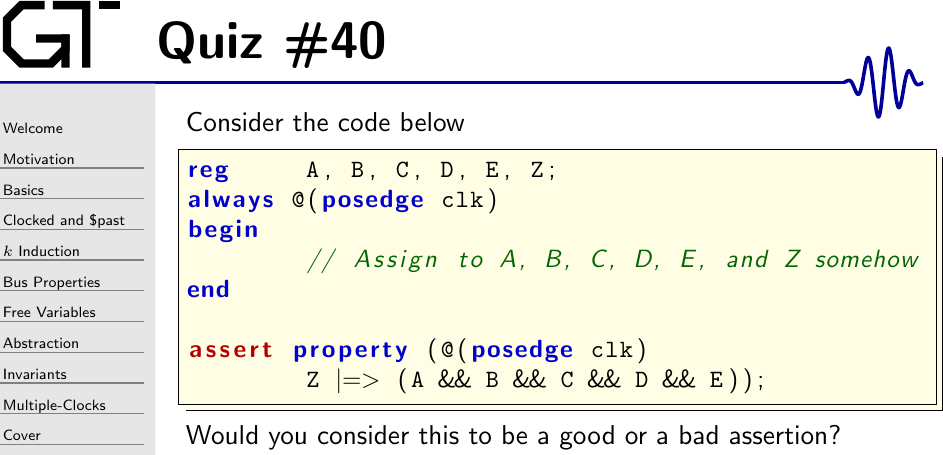 GT
Quiz #40
Welcome
Motivation
Basics
Clocked and $past
k Induction
Bus Properties
Free Variables
Abstraction
Invariants
Multiple-Clocks
Cover
Consider the code below
reg A, B, C, D, E, Z;
always @(posedge clk)
begin
// Assign to A, B, C, D, E, and Z somehow
end
assert property (@(posedge clk)
Z |=> (A && B && C && D && E));
Would you consider this to be a good or a bad assertion?